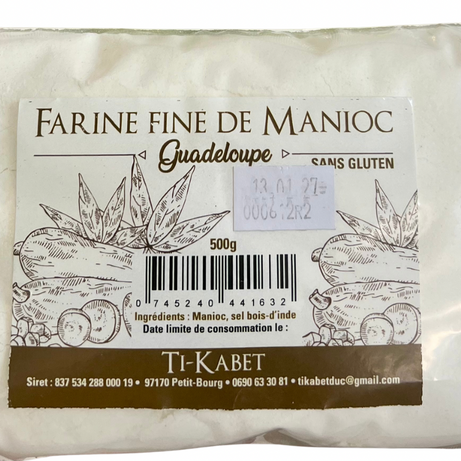 FARINE FINE DE MANIOC
Guadeloupe
SANS GLUTEN
13 01 27
000612R2
500g
0 745240 441632
Ingrédients : Manioc, sel bois-d'inde
Date limite de consommation le :
TI-KABET
Siret : 837 534 288 000 19 • 97170 Petit-Bourg • 0690 63 30 81 • tikabetduc@gmail.com